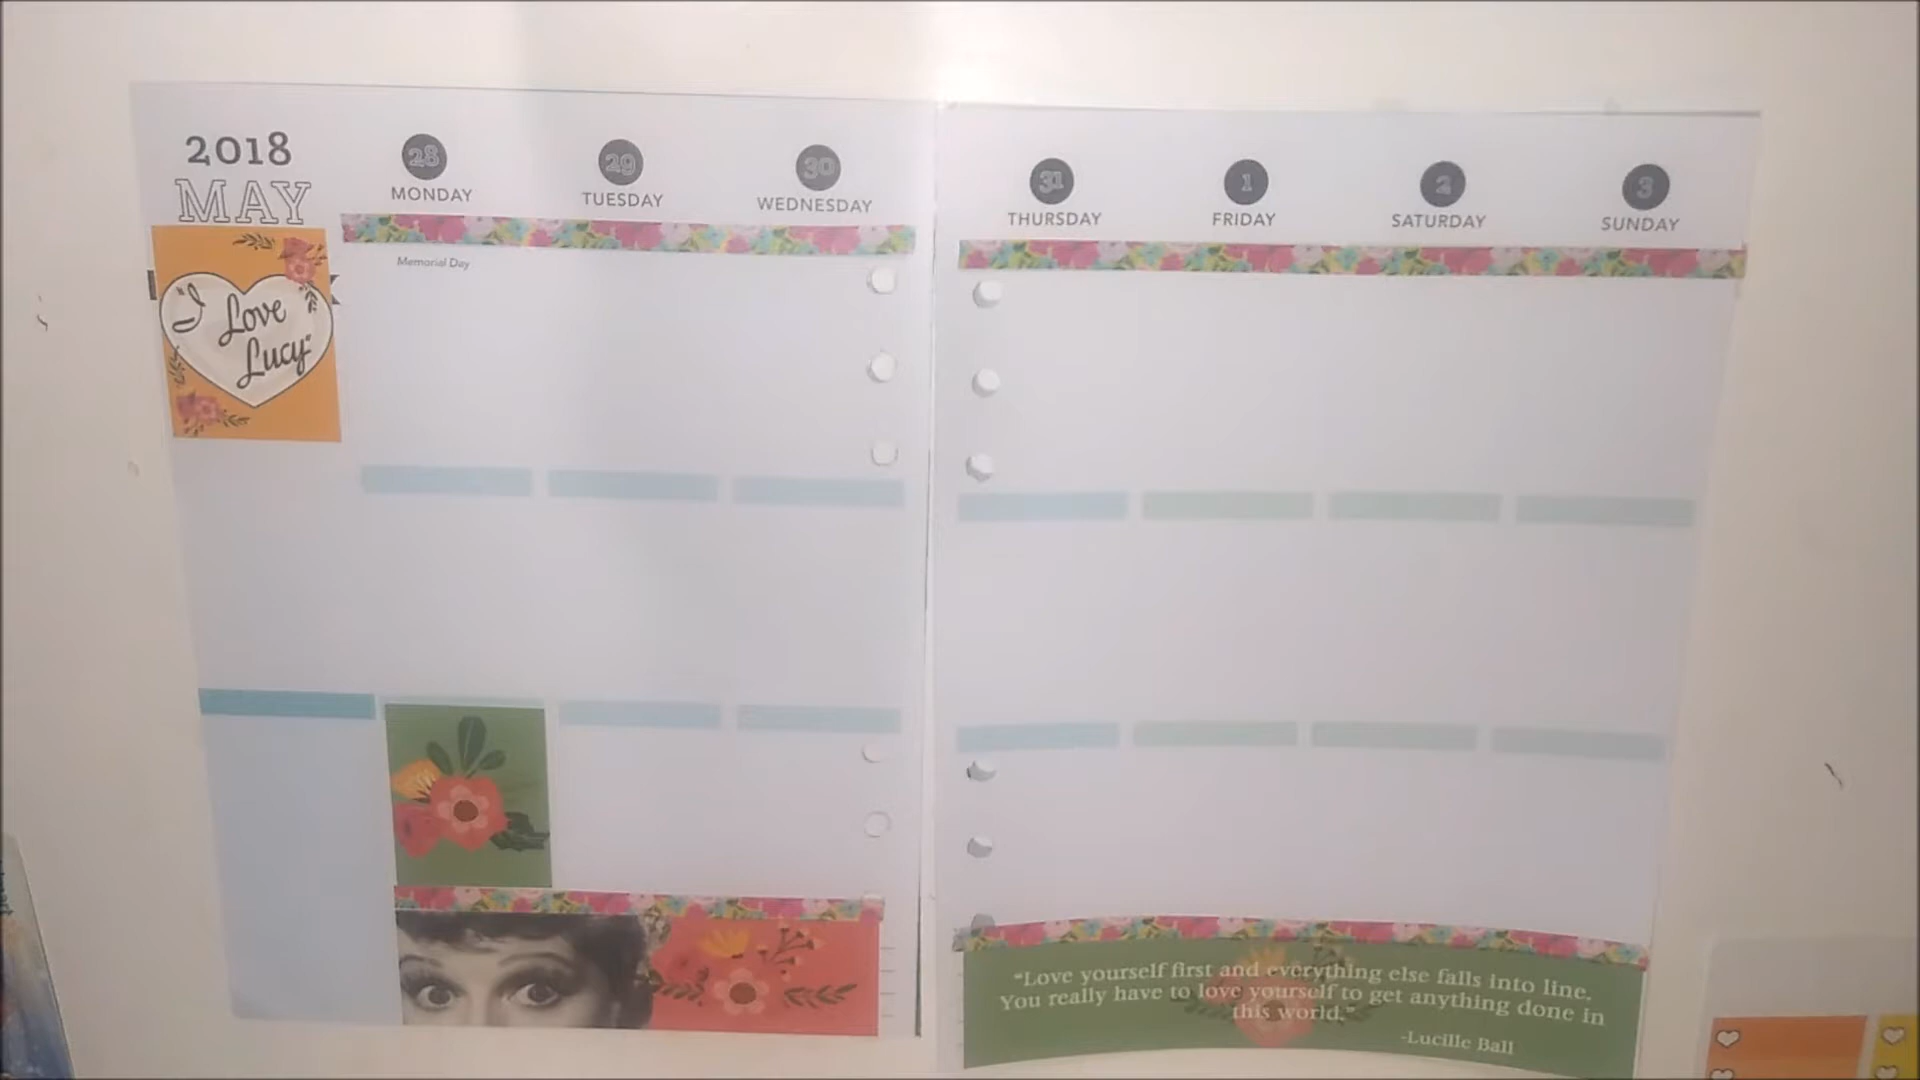 2018
MAY
28
MONDAY
29
TUESDAY
30
WEDNESDAY
31
THURSDAY
1
FRIDAY
2
SATURDAY
3
SUNDAY
Memorial Day
"I
Love
Lucy"
"Love yourself first and everything else falls into line.
You really have to love yourself to get anything done in
this world."
-Lucille Ball